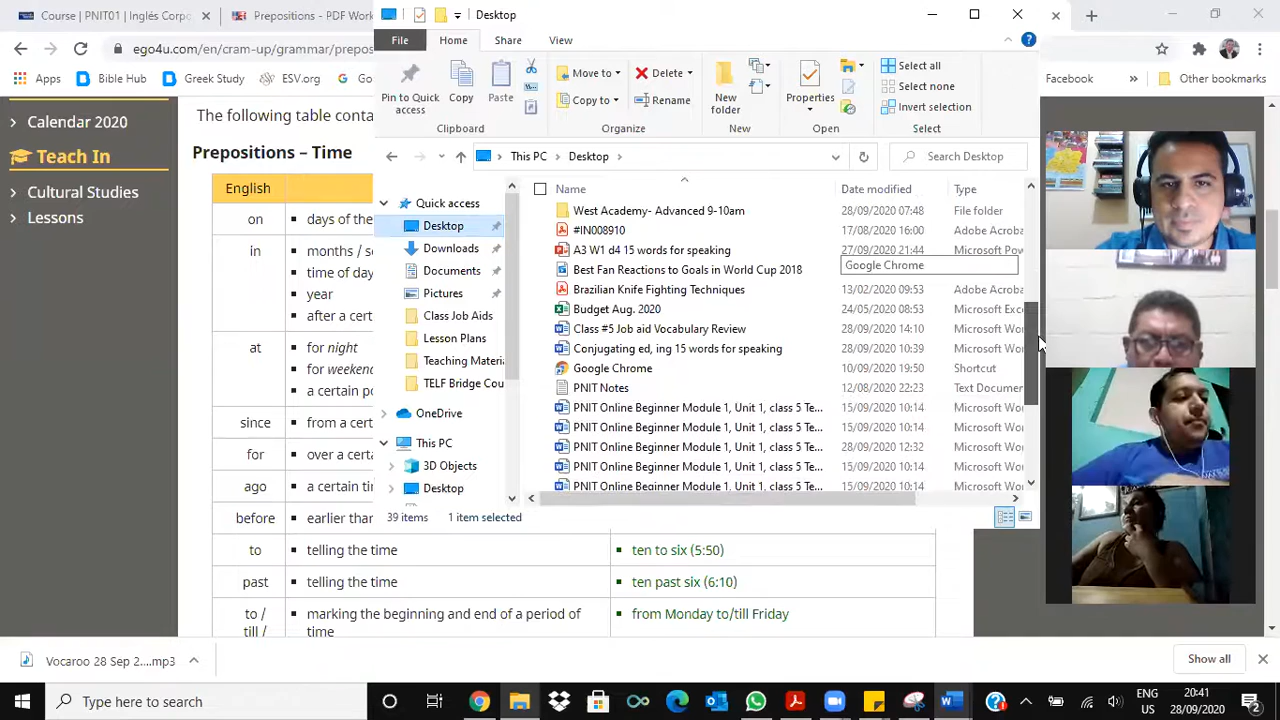 Course | PNIT01 | Inglés Corpo
Prepositions - PDF Work
Desktop
ego4u.com/en/cram-up/grammar/prepos
Apps
Bible Hub
Greek Study
ESV.org
Facebook
Other bookmarks
File
Home
Share
View
Pin to Quick access
Copy
Paste
Move to
Copy to
Delete
Rename
New folder
Properties
Select all
Select none
Invert selection
Clipboard
Organize
New
Open
Select
This PC
Desktop
Search Desktop
Calendar 2020
Teach In
Cultural Studies
Lessons
The following table conta
Prepositions – Time
English
on
days of the
in
months / s
time of day
year
after a cert
at
for night
for weekend
a certain po
since
from a certa
for
over a certa
ago
a certain ti
before
earlier than
to
telling the time
ten to six (5:50)
past
telling the time
ten past six (6:10)
to /
till /
marking the beginning and end of a period of
time
from Monday to/till Friday
Quick access
Desktop
Downloads
Documents
Pictures
Class Job Aids
Lesson Plans
Teaching Materi
TELF Bridge Cou
OneDrive
This PC
3D Objects
Desktop
Name
Date modified
Type
West Academy- Advanced 9-10am 28/09/2020 07:48 File folder
#IN008910 17/08/2020 16:00 Adobe Acroba
A3 W1 d4 15 words for speaking 27/09/2020 21:44 Microsoft Pow
Best Fan Reactions to Goals in World Cup 2018
Google Chrome
Brazilian Knife Fighting Techniques 13/02/2020 09:53 Adobe Acroba
Budget Aug. 2020 24/05/2020 08:53 Microsoft Exce
Class #5 Job aid Vocabulary Review 28/09/2020 14:10 Microsoft Wor
Conjugating ed, ing 15 words for speaking 28/09/2020 10:39 Microsoft Wor
Google Chrome 10/09/2020 19:50 Shortcut
PNIT Notes 12/08/2020 22:23 Text Documen
PNIT Online Beginner Module 1, Unit 1, class 5 Te... 15/09/2020 10:14 Microsoft Wor
PNIT Online Beginner Module 1, Unit 1, class 5 Te... 15/09/2020 10:14 Microsoft Wor
PNIT Online Beginner Module 1, Unit 1, class 5 Te... 28/09/2020 12:32 Microsoft Wor
PNIT Online Beginner Module 1, Unit 1, class 5 Te... 15/09/2020 10:14 Microsoft Wor
PNIT Online Beginner Module 1, Unit 1, class 5 Te... 15/09/2020 10:14 Microsoft Wor
39 items
1 item selected
Vocaroo 28 Sep 2....mp3
Show all
Type here to search
ENG
US
20:41
28/09/2020
2